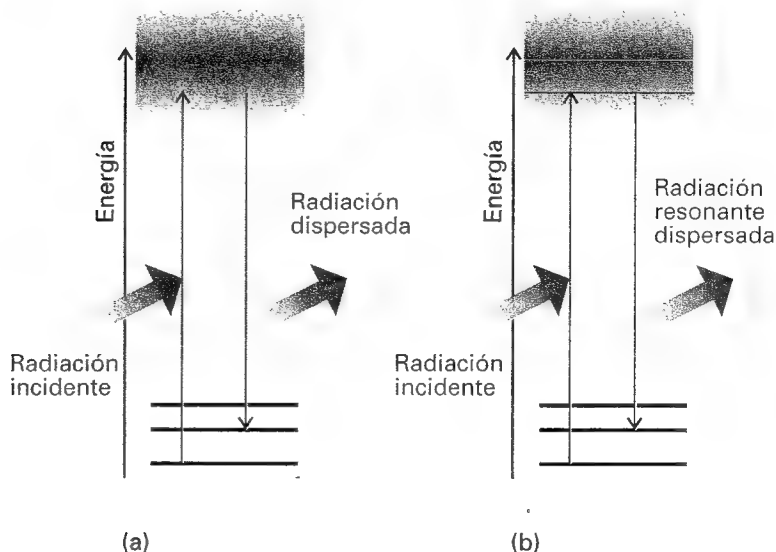 Energía
Radiación
dispersada
Radiación
incidente
(a)
Energía
Radiación
resonante
dispersada
Radiación
incidente
(b)